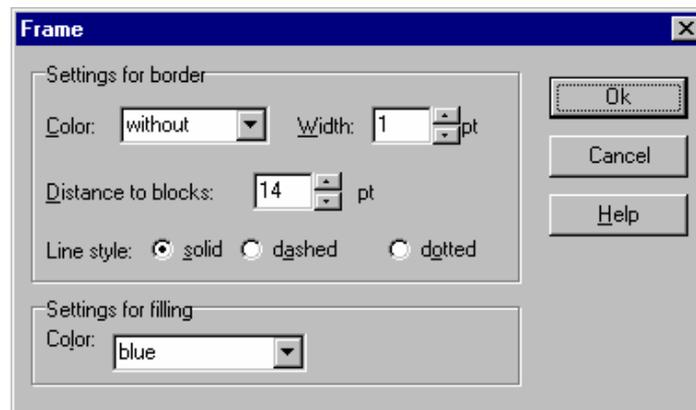 Frame
Settings for border
Color: without Width: 1 pt
Distance to blocks: 14 pt
Line style: solid dashed dotted
Settings for filling
Color: blue
Ok
Cancel
Help